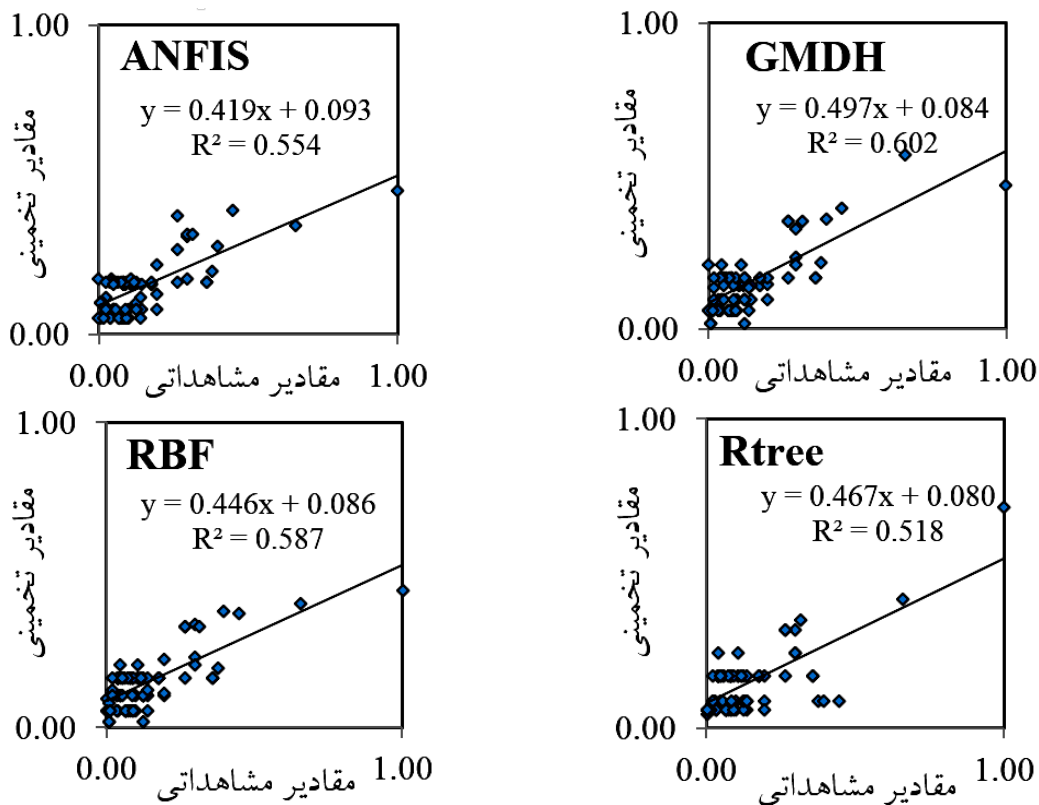 1.00
ANFIS
y = 0.419x + 0.093
R² = 0.554
مقادیر تخمینی
0.00
0.00
مقادیر مشاهداتی
1.00
1.00
GMDH
y = 0.497x + 0.084
R² = 0.602
مقادیر تخمینی
0.00
0.00
مقادیر مشاهداتی
1.00
1.00
RBF
y = 0.446x + 0.086
R² = 0.587
مقادیر تخمینی
0.00
0.00
مقادیر مشاهداتی
1.00
1.00
Rtree
y = 0.467x + 0.080
R² = 0.518
مقادیر تخمینی
0.00
0.00
مقادیر مشاهداتی
1.00